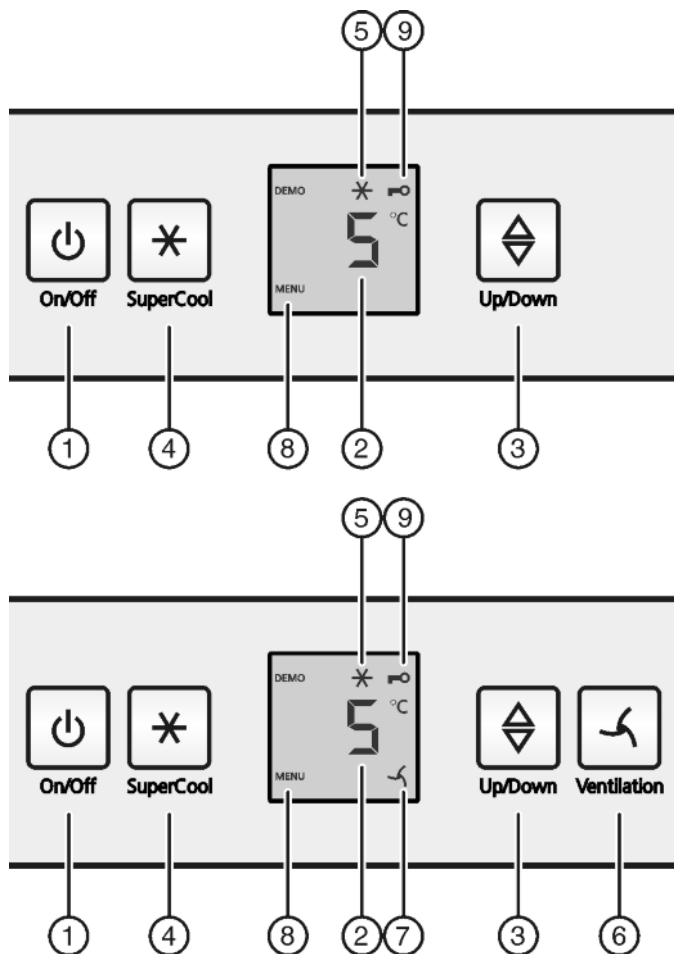 5 9
DEMO
5 °C
MENU
On/Off SuperCool Up/Down
1 4 8 2 3
5 9
DEMO
5 °C
MENU
On/Off SuperCool Up/Down Ventilation
1 4 8 2 7 3 6